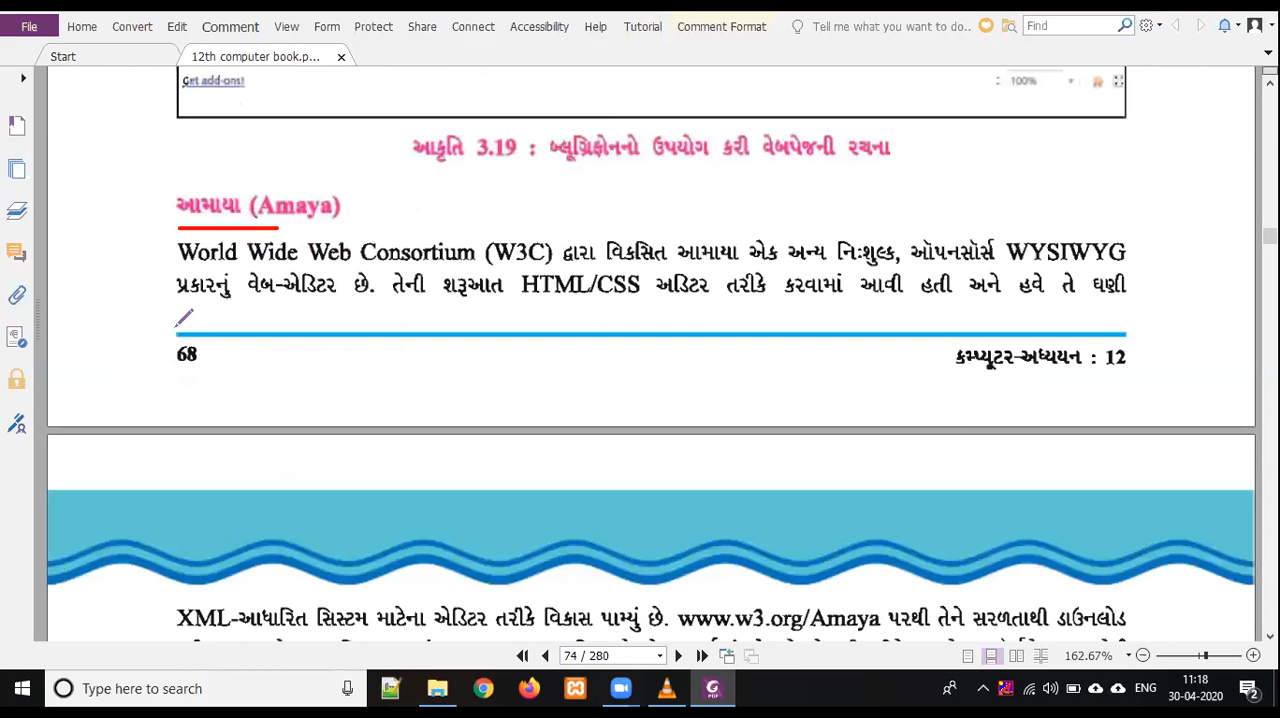 File Home Convert Edit Comment View Form Protect Share Connect Accessibility Help Tutorial Comment Format Tell me what you want to do.. Find
Start 12th computer book.p...
Get add-ons! 100%
આકૃતિ 3.19 : બ્લૂગ્રિફોનનો ઉપયોગ કરી વેબપેજની રચના
આમાયા (Amaya)
World Wide Web Consortium (W3C) દ્વારા વિકસિત આમાયા એક અન્ય નિઃશુલ્ક, ઓપનસૉર્સ WYSIWYG
પ્રકારનું વેબ-એડિટર છે. તેની શરૂઆત HTML/CSS અડિટર તરીકે કરવામાં આવી હતી અને હવે તે ઘણી
68 કમ્પ્યૂટર-અધ્યયન : 12
XML-આધારિત સિસ્ટમ માટેના એડિટર તરીકે વિકાસ પામ્યું છે. www.w3.org/Amaya પરથી તેને સરળતાથી ડાઉનલોડ
74 / 280 162.67%
Type here to search ENG 11:18
30-04-2020 2